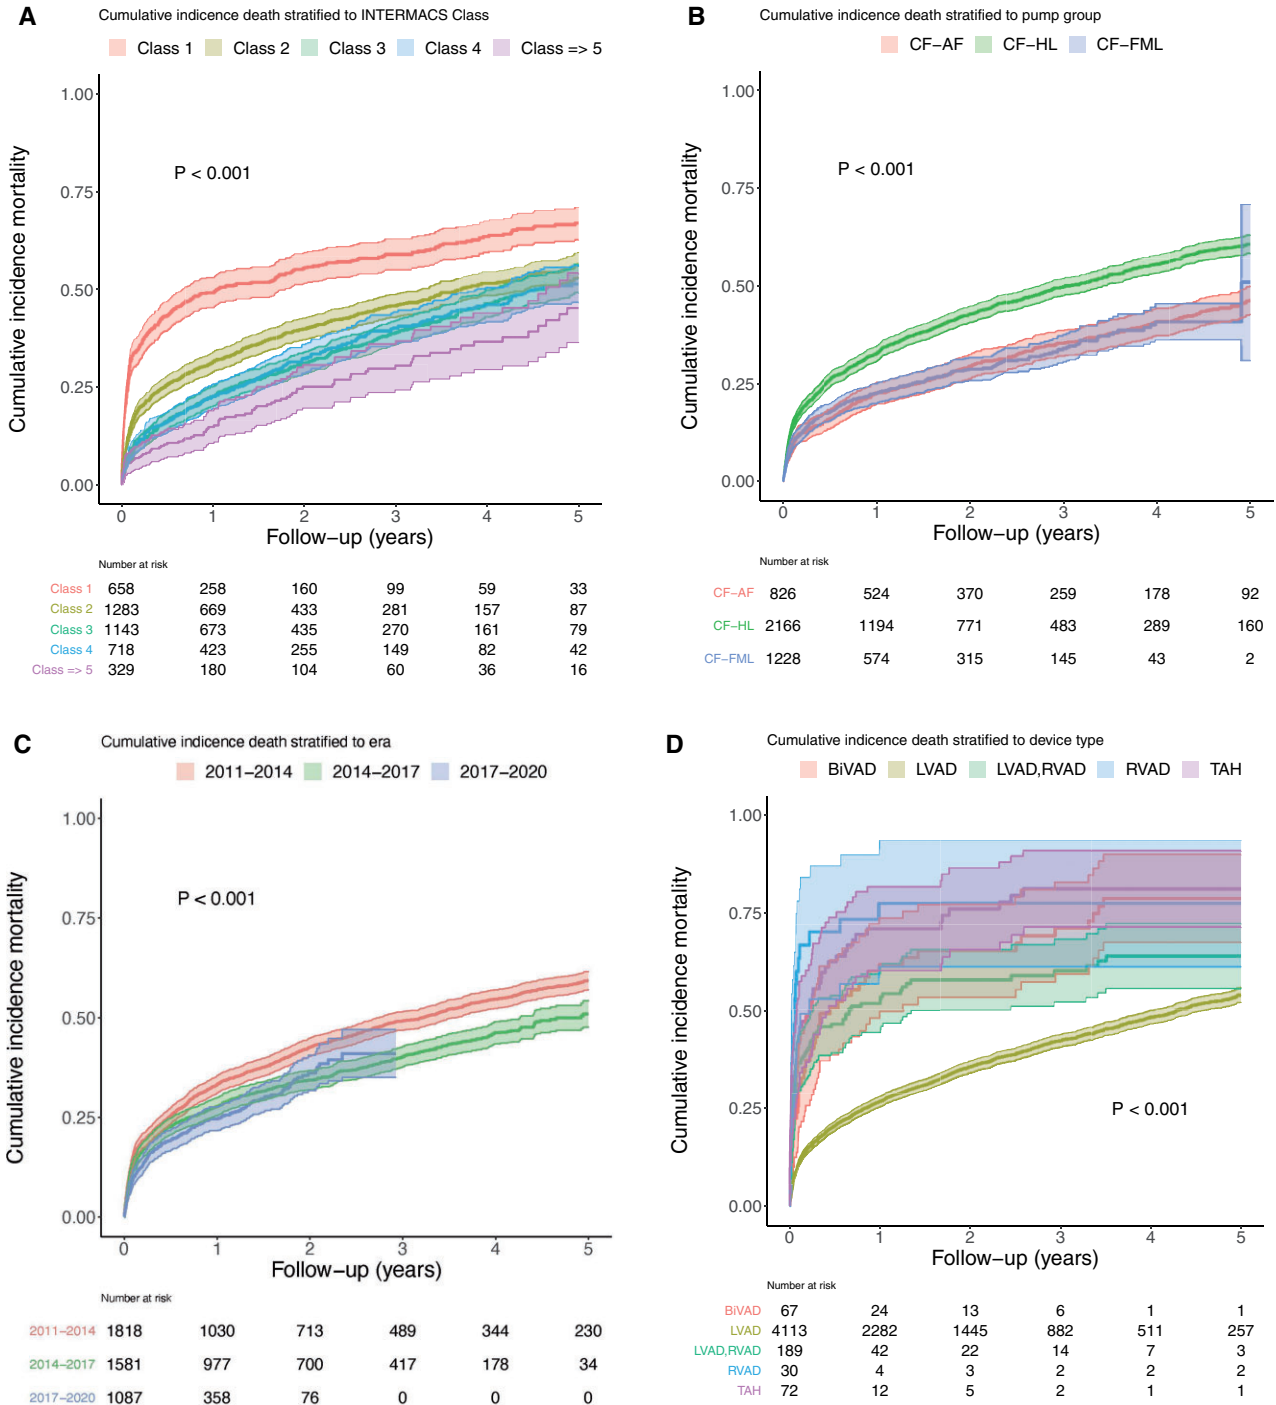 A
Cumulative indicence death stratified to INTERMACS Class
Class 1 Class 2 Class 3 Class 4 Class => 5
1.00
0.75
0.50
0.25
0.00
Cumulative incidence mortality
P < 0.001
0 1 2 3 4 5
Follow−up (years)
Number at risk
Class 1 658 258 160 99 59 33
Class 2 1283 669 433 281 157 87
Class 3 1143 673 435 270 161 79
Class 4 718 423 255 149 82 42
Class => 5 329 180 104 60 36 16
B
Cumulative indicence death stratified to pump group
CF−AF CF−HL CF−FML
1.00
0.75
0.50
0.25
0.00
Cumulative incidence mortality
P < 0.001
0 1 2 3 4 5
Follow−up (years)
Number at risk
CF−AF 826 524 370 259 178 92
CF−HL 2166 1194 771 483 289 160
CF−FML 1228 574 315 145 43 2
C
Cumulative indicence death stratified to era
2011−2014 2014−2017 2017−2020
1.00
0.75
0.50
0.25
0.00
Cumulative incidence mortality
P < 0.001
0 1 2 3 4 5
Follow−up (years)
Number at risk
2011−2014 1818 1030 713 489 344 230
2014−2017 1581 977 700 417 178 34
2017−2020 1087 358 76 0 0 0
D
Cumulative indicence death stratified to device type
BiVAD LVAD LVAD,RVAD RVAD TAH
1.00
0.75
0.50
0.25
0.00
Cumulative incidence mortality
P < 0.001
0 1 2 3 4 5
Follow−up (years)
Number at risk
BiVAD 67 24 13 6 1 1
LVAD 4113 2282 1445 882 511 257
LVAD,RVAD 189 42 22 14 7 3
RVAD 30 4 3 2 2 2
TAH 72 12 5 2 1 1